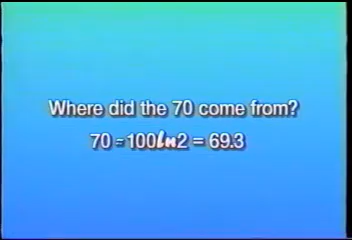 Where did the 70 come from?
70 = 100ln2 = 69.3